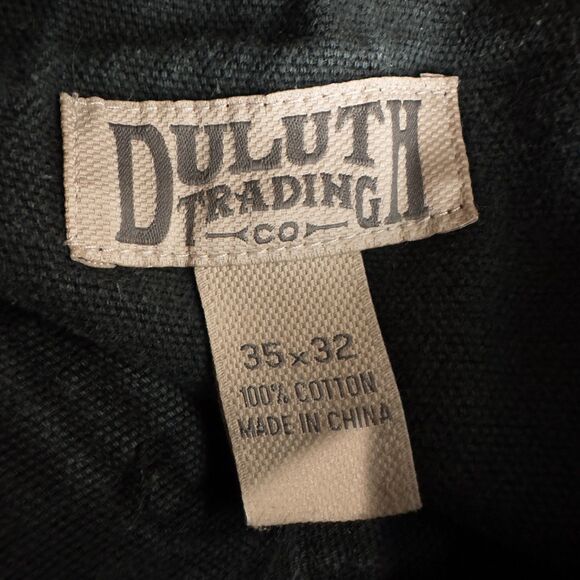 DULUTH
TRADING
CO
35x32
100% COTTON
MADE IN CHINA